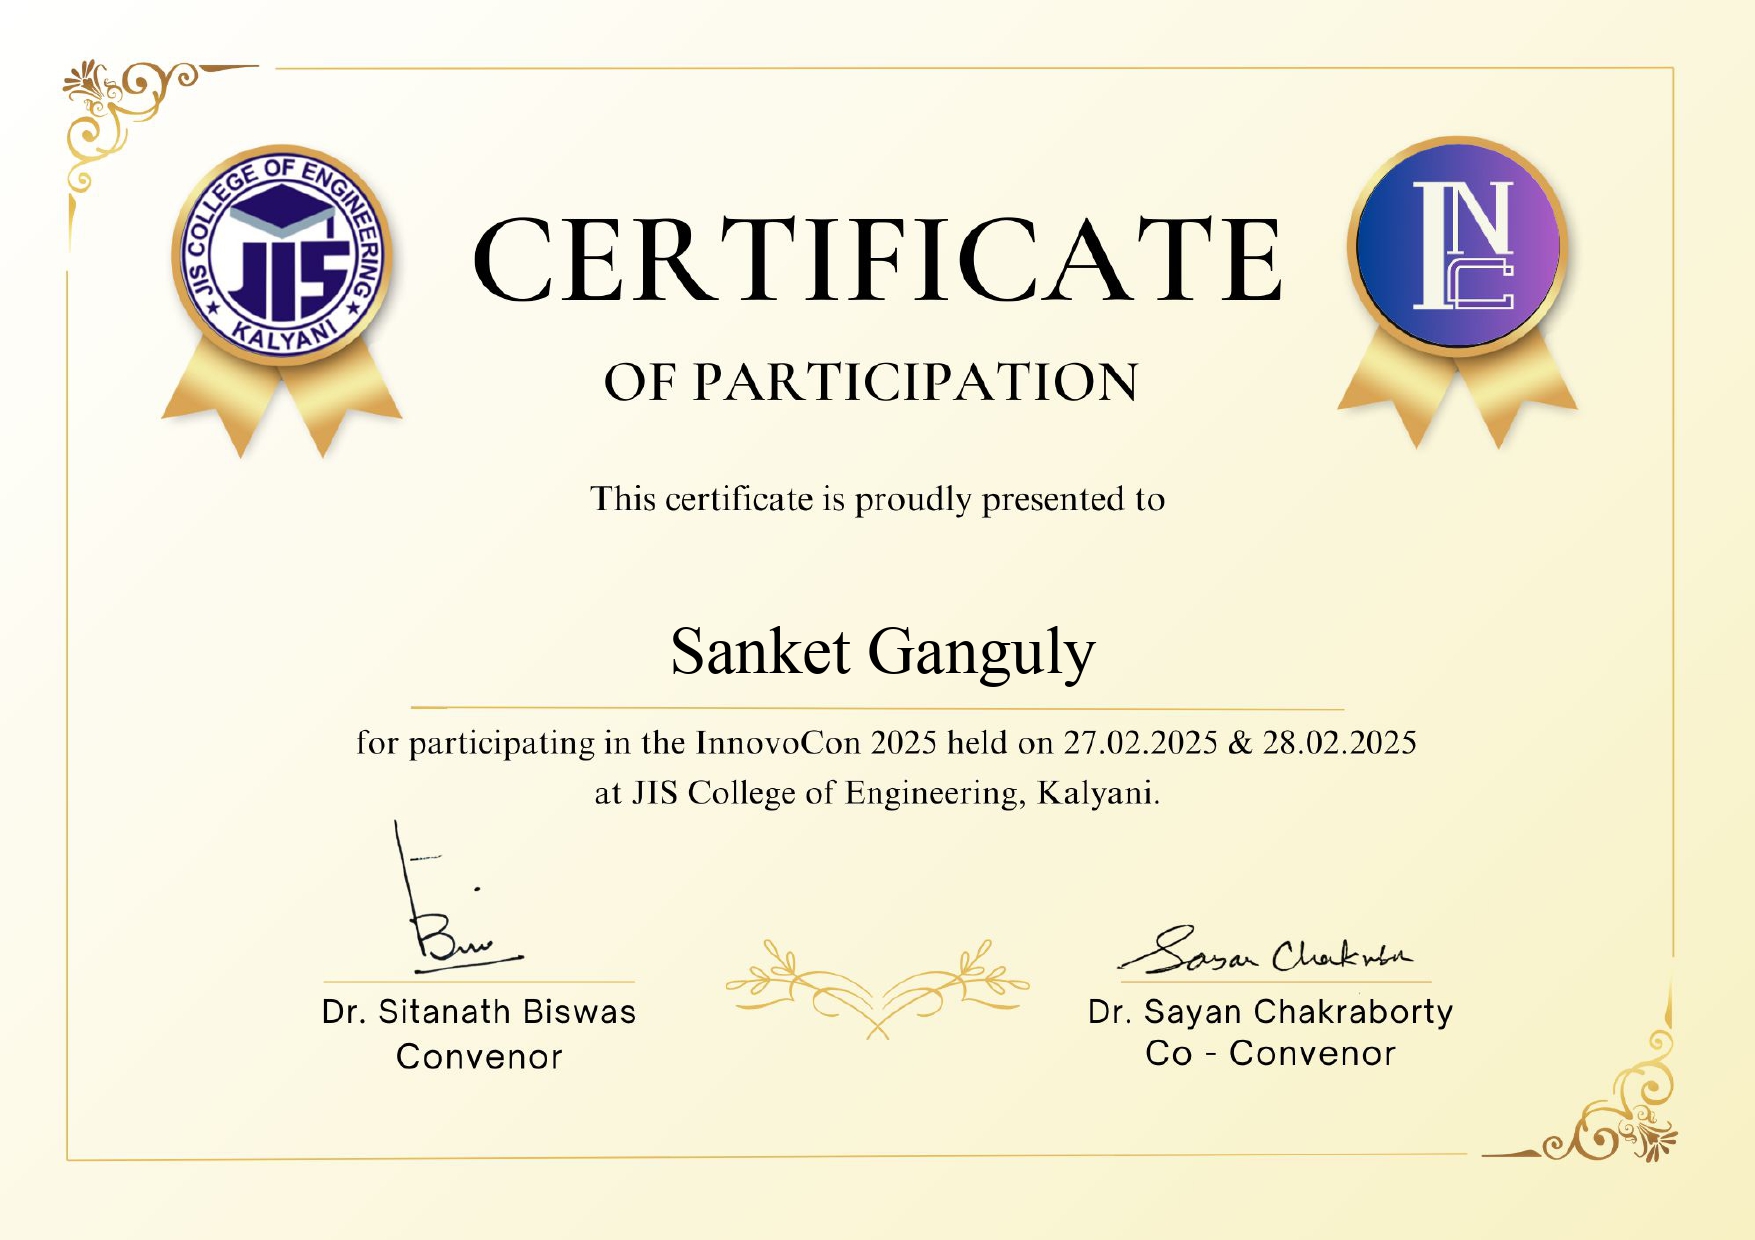 JIS COLLEGE OF ENGINEERING
JIS
KALYANI
INC
CERTIFICATE
OF PARTICIPATION
This certificate is proudly presented to
Sanket Ganguly
for participating in the InnovoCon 2025 held on 27.02.2025 & 28.02.2025
at JIS College of Engineering, Kalyani.
Sayan Chakrabor
Dr. Sitanath Biswas
Convenor
Dr. Sayan Chakraborty
Co - Convenor